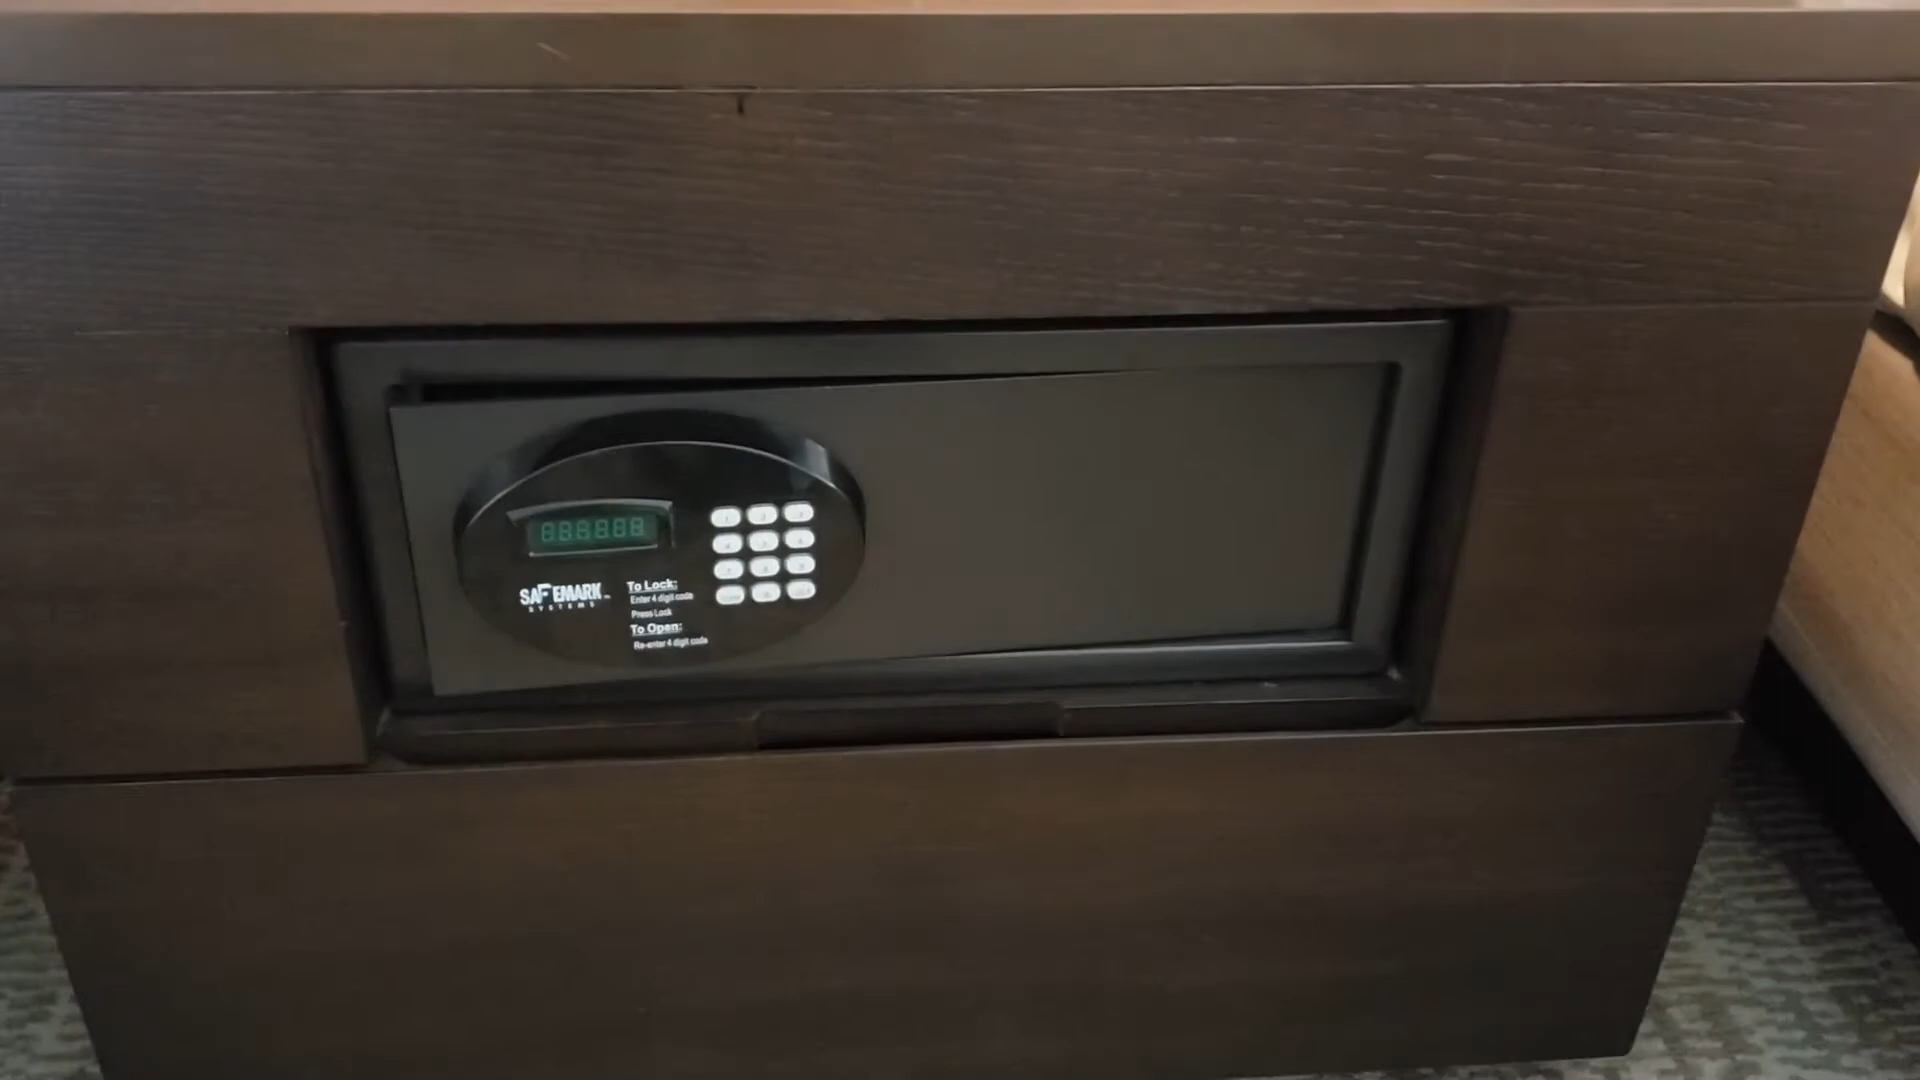 SAFEMARK
SYSTEMS
To Lock:
Enter 4 digit code
Press Lock
To Open:
Re-enter 4 digit code